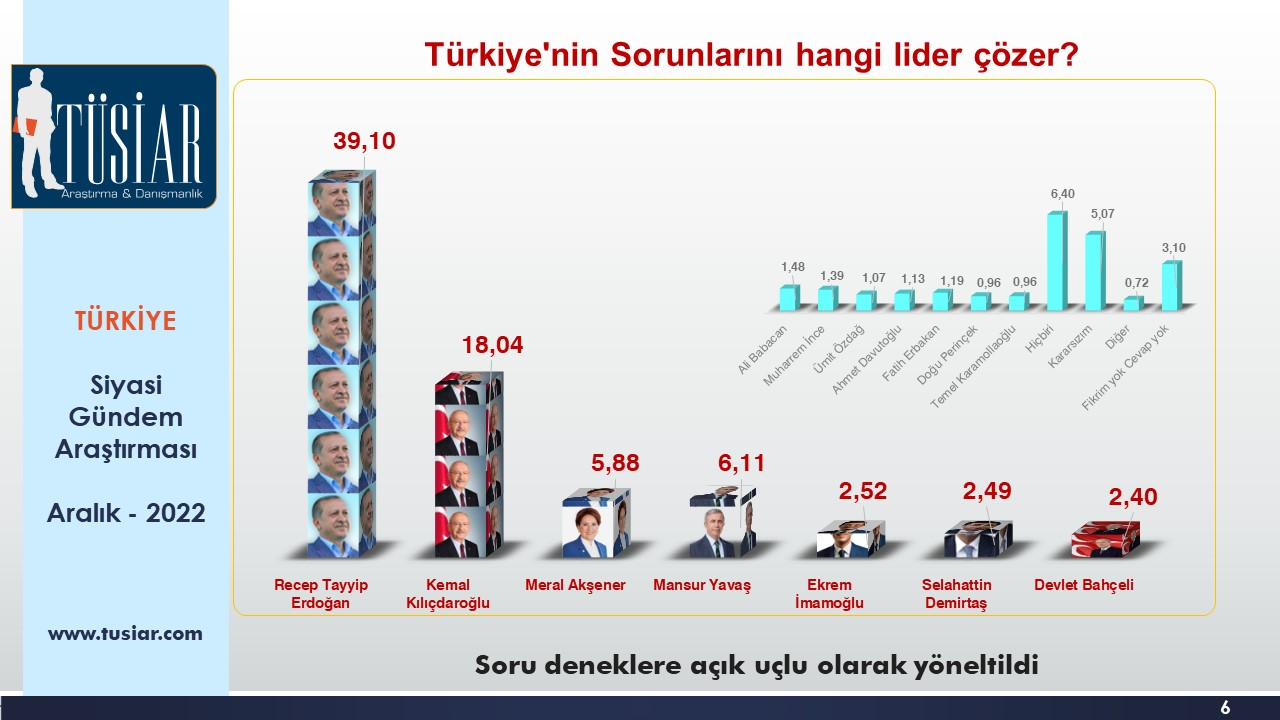 Türkiye'nin Sorunlarını hangi lider çözer?
TÜSİAR
Araştırma & Danışmanlık
TÜRKİYE
Siyasi
Gündem
Araştırması
Aralık - 2022
www.tusiar.com
39,10
18,04
5,88
6,11
2,52
2,49
2,40
Recep Tayyip
Erdoğan
Kemal
Kılıçdaroğlu
Meral Akşener
Mansur Yavaş
Ekrem
İmamoğlu
Selahattin
Demirtaş
Devlet Bahçeli
1,48
1,39
1,07
1,13
1,19
0,96
0,96
6,40
5,07
0,72
3,10
Ali Babacan
Muharrem İnce
Ümit Özdağ
Ahmet Davutoğlu
Fatih Erbakan
Doğu Perinçek
Temel Karamollaoğlu
Hiçbiri
Kararsızım
Diğer
Fikrim yok Cevap yok
Soru deneklere açık uçlu olarak yöneltildi
6